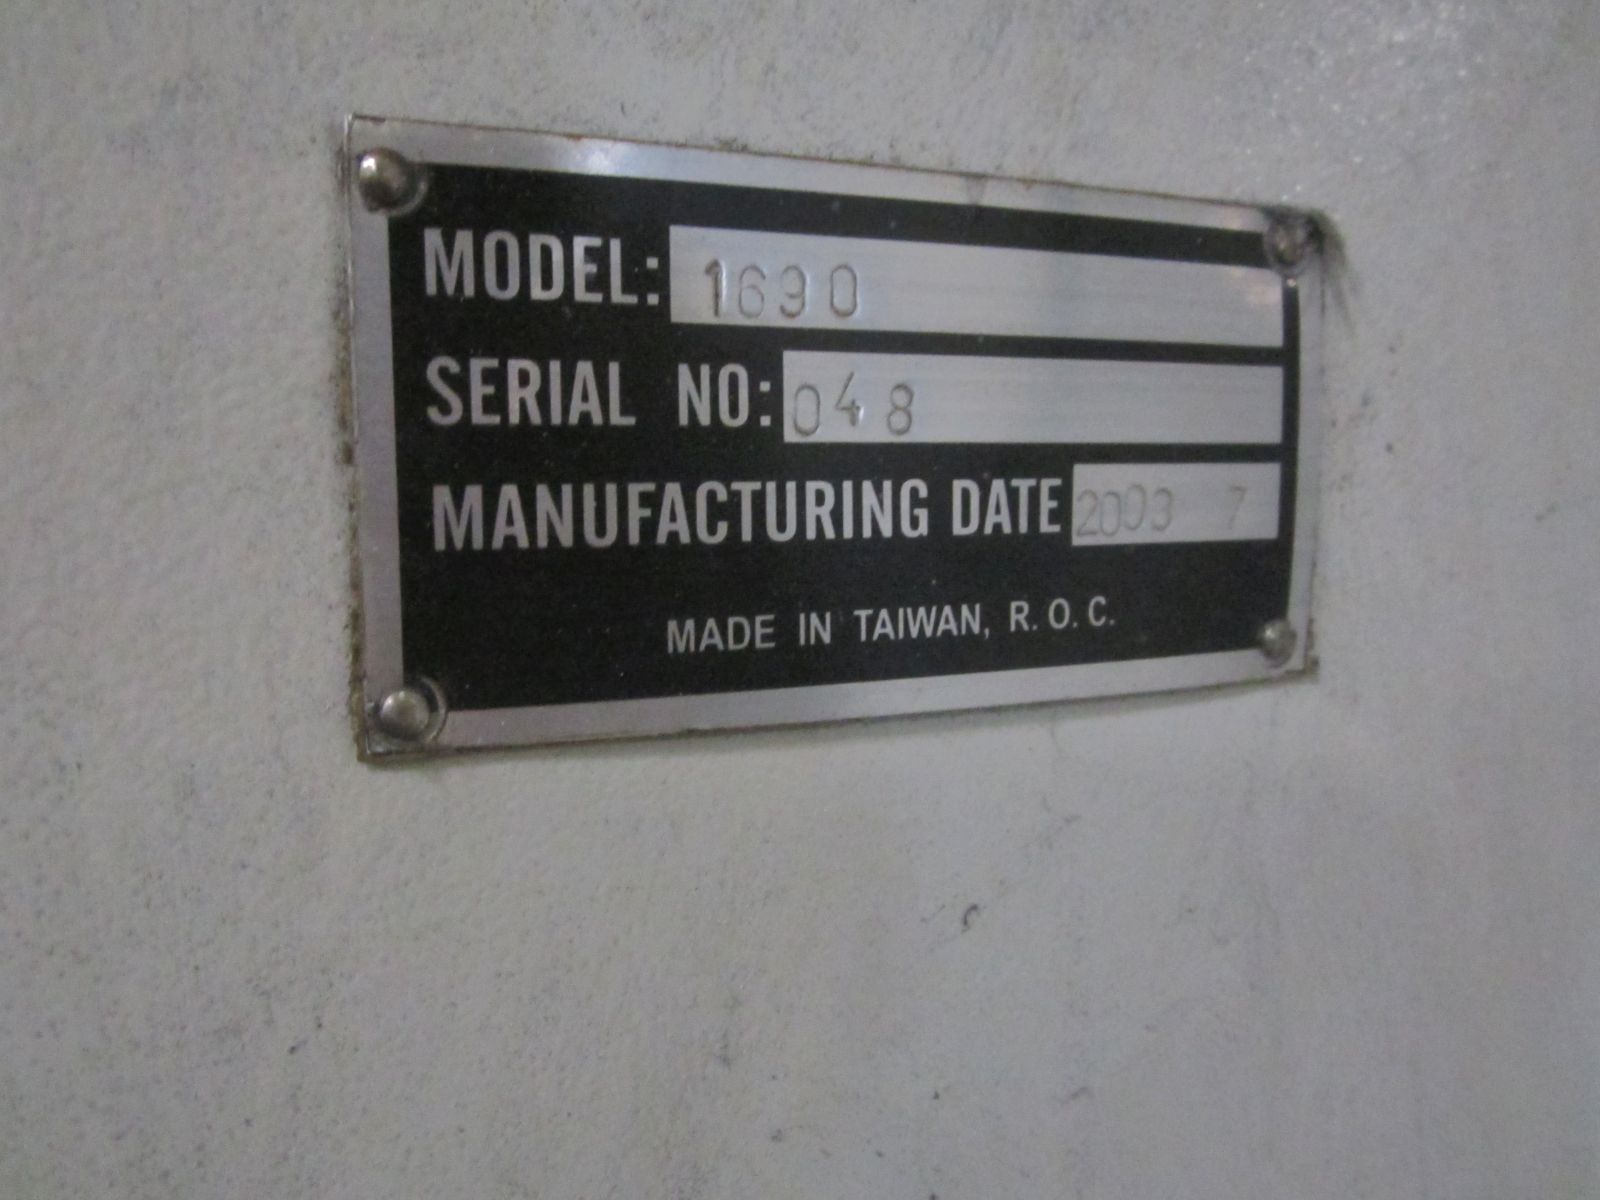 MODEL: 1690
SERIAL NO: 048
MANUFACTURING DATE 2003 7
MADE IN TAIWAN, R. O. C.